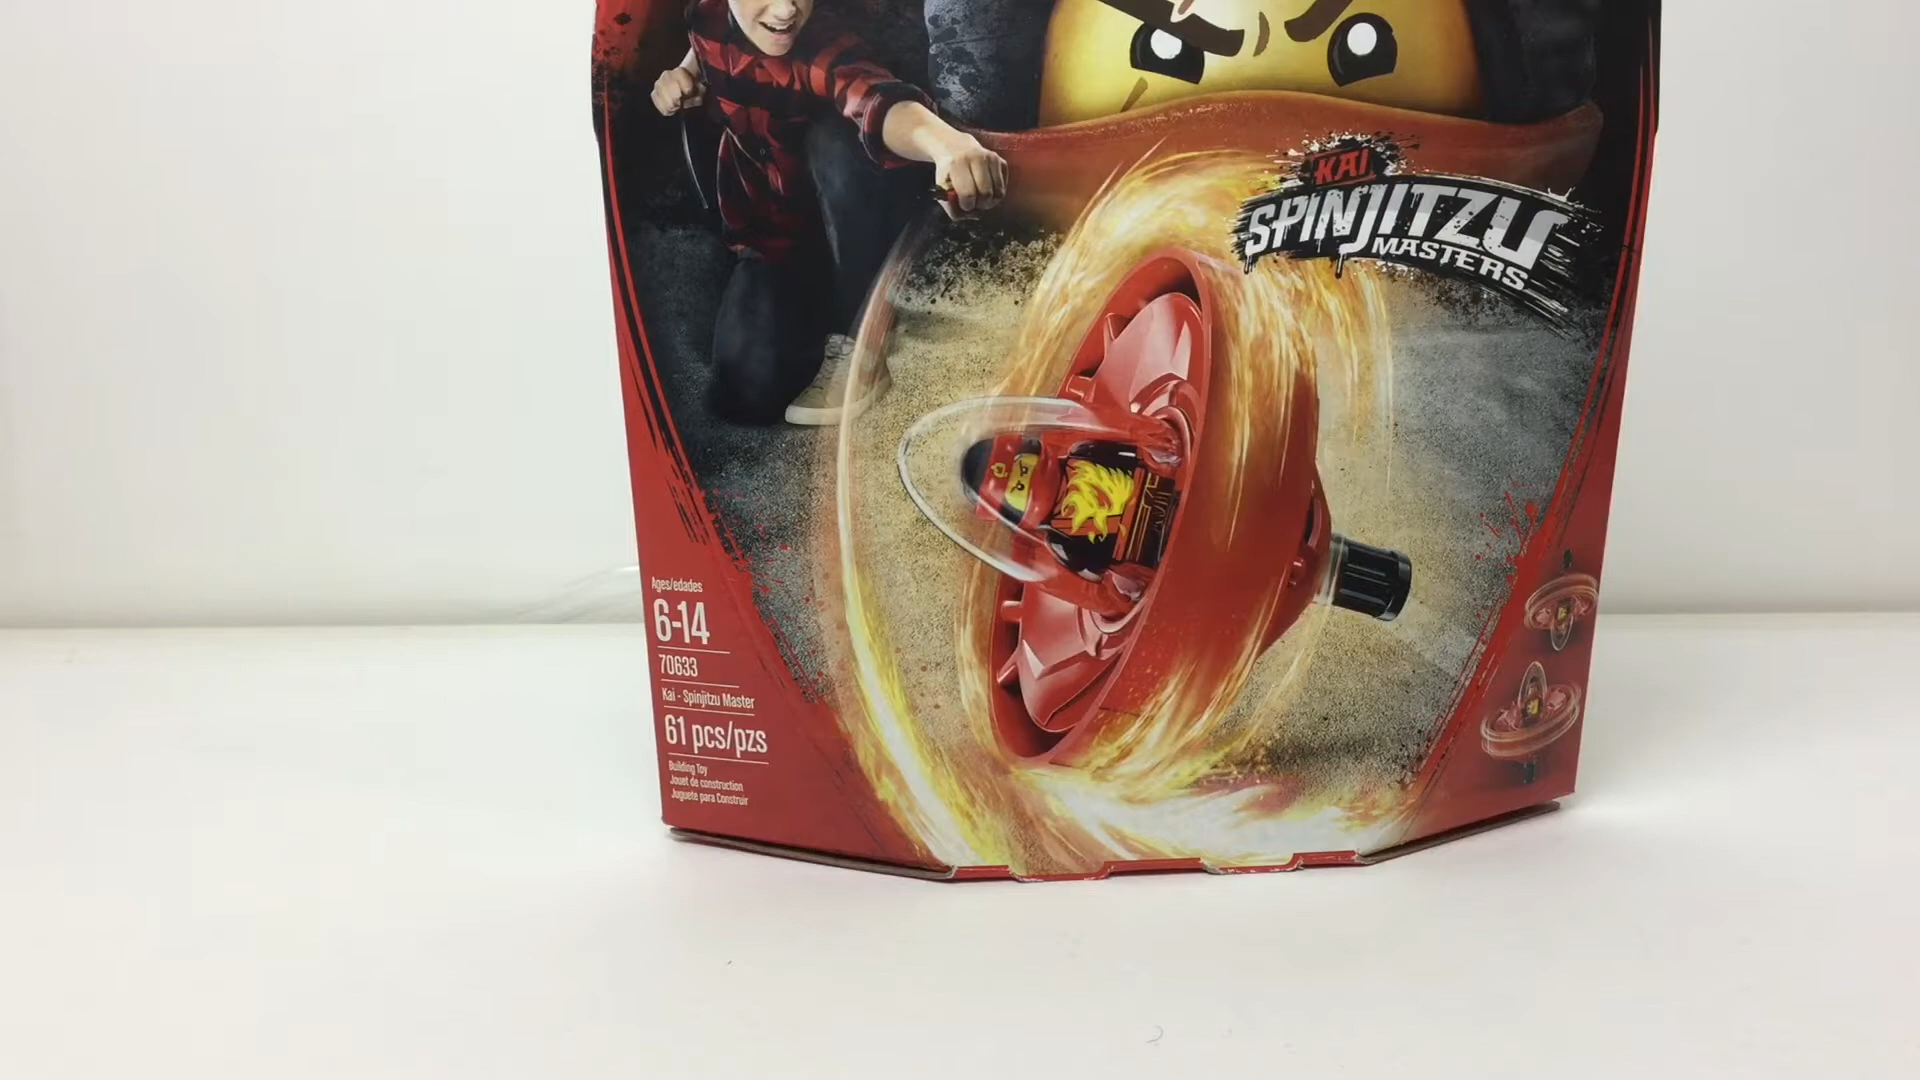 KAI
SPINJITZU
MASTERS
Ages/edades
6-14
70633
Kai - Spinjitzu Master
61 pcs/pzs
Building Toy
Jouet de construction
Juguete para Construir